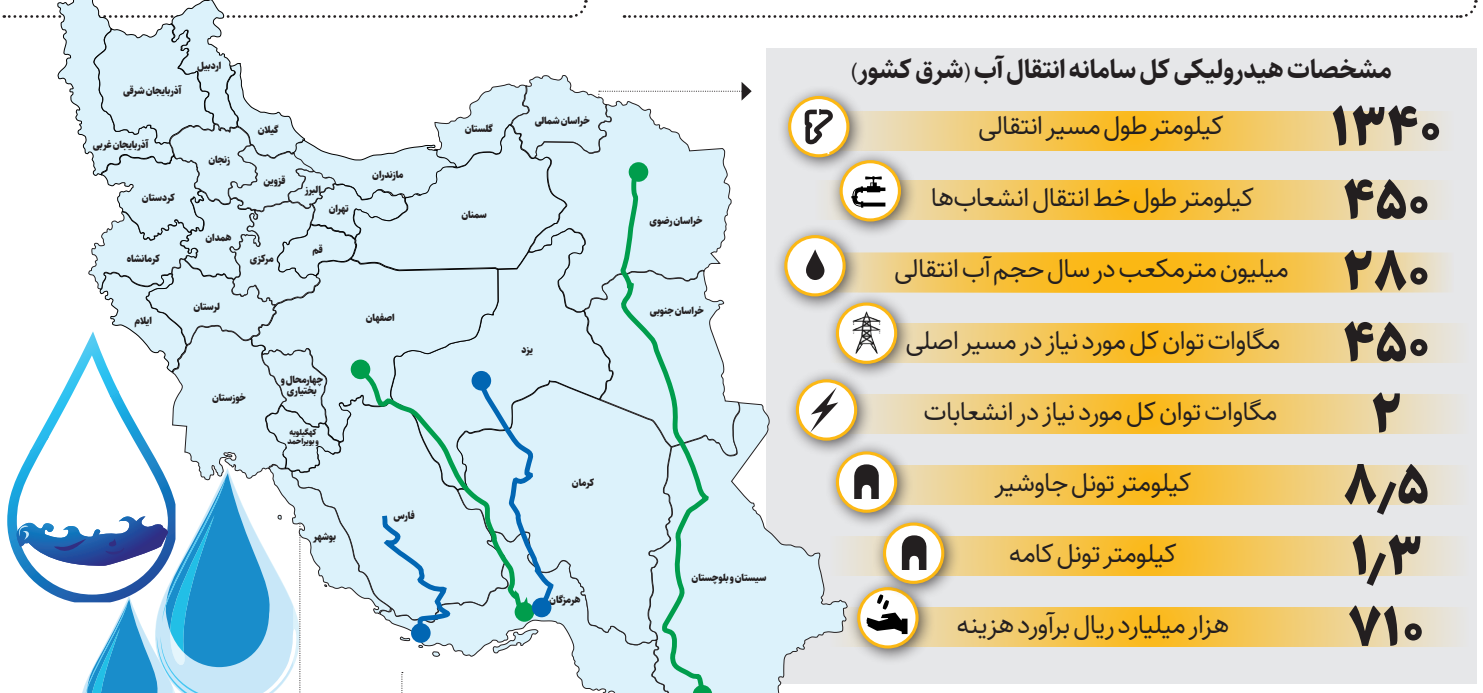 مشخصات هیدرولیکی کل سامانه انتقال آب (شرق کشور)
۱۳۴۰ کیلومتر طول مسیر انتقالی
۴۵۰ کیلومتر طول خط انتقال انشعاب‌ها
۲۸۰ میلیون مترمکعب در سال حجم آب انتقالی
۴۵۰ مگاوات توان کل مورد نیاز در مسیر اصلی
۲ مگاوات توان کل مورد نیاز در انشعابات
۸٫۵ کیلومتر تونل جاوشیر
۱٫۳ کیلومتر تونل کامه
۷۱۰ هزار میلیارد ریال برآورد هزینه
اردبیل
آذربایجان شرقی
گیلان
گلستان
خراسان شمالی
آذربایجان غربی
زنجان
قزوین
البرز
مازندران
کردستان
تهران
سمنان
خراسان رضوی
همدان
مرکزی
قم
کرمانشاه
لرستان
ایلام
اصفهان
خراسان جنوبی
یزد
چهارمحال و
بختیاری
خوزستان
کهگیلویه
و بویراحمد
کرمان
فارس
بوشهر
سیستان و بلوچستان
هرمزگان